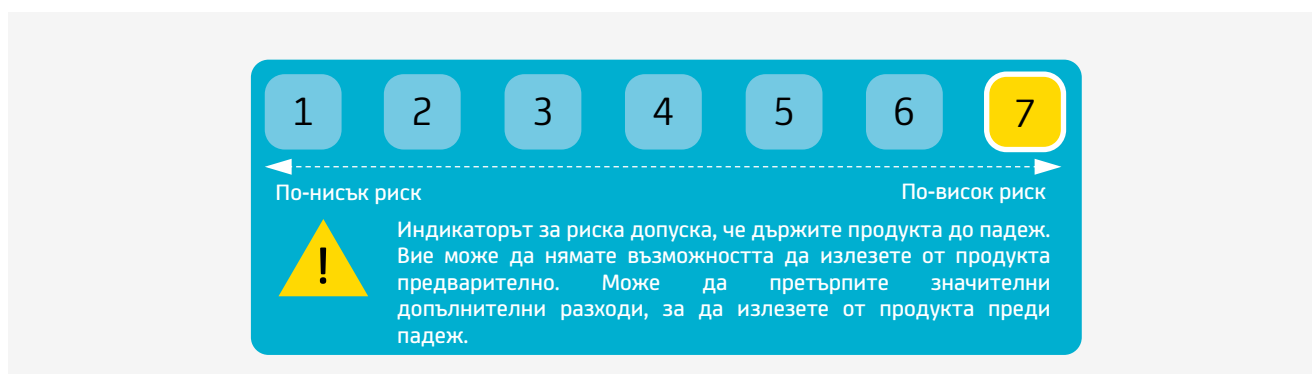 1 2 3 4 5 6 7
По-нисък риск По-висок риск
!
Индикаторът за риска допуска, че държите продукта до падеж.
Вие може да нямате възможността да излезете от продукта
предварително. Може да претърпите значителни
допълнителни разходи, за да излезете от продукта преди
падеж.